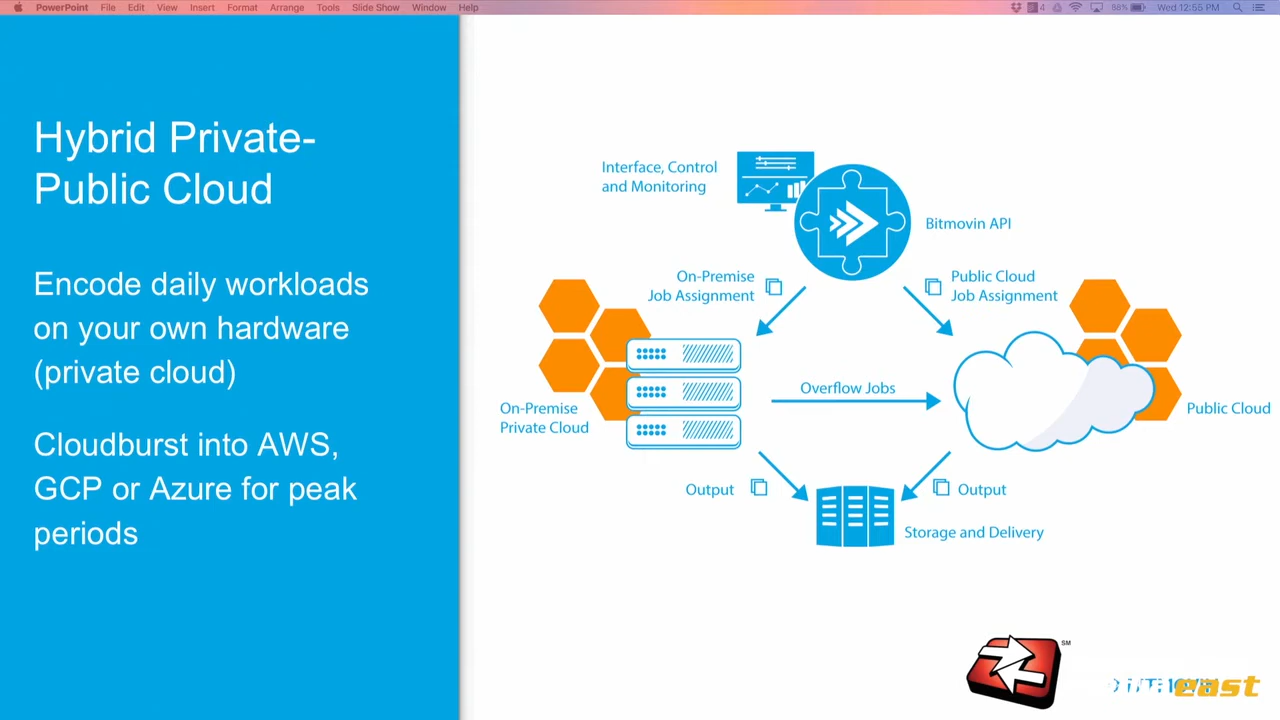 PowerPoint File Edit View Insert Format Arrange Tools Slide Show Window Help
4 88% Wed 12:55 PM
Hybrid Private-
Public Cloud
Encode daily workloads
on your own hardware
(private cloud)
Cloudburst into AWS,
GCP or Azure for peak
periods
Interface, Control
and Monitoring
Bitmovin API
On-Premise
Job Assignment
Public Cloud
Job Assignment
Overflow Jobs
On-Premise
Private Cloud
Public Cloud
Output
Output
Storage and Delivery
SM
east